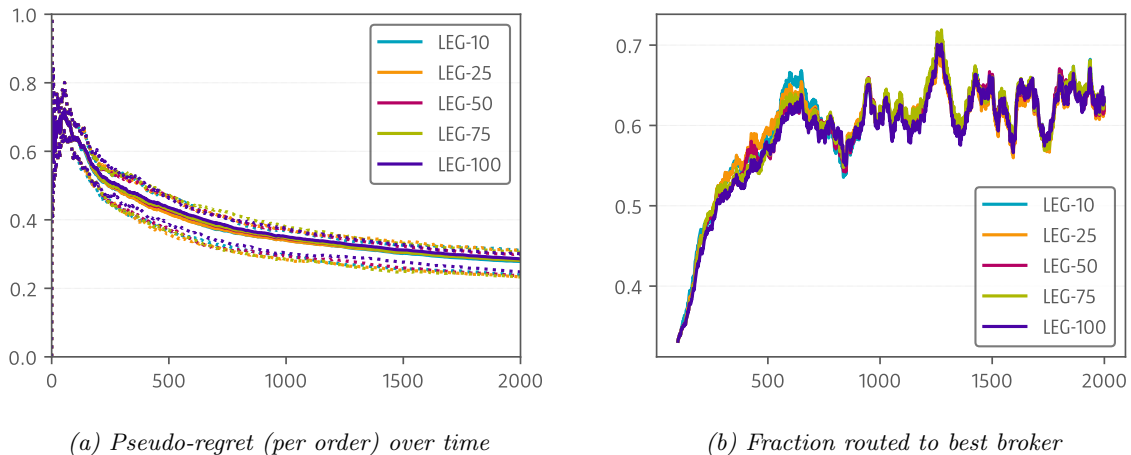 1.0
0.8
0.6
0.4
0.2
0.0
0
500
1000
1500
2000
LEG-10
LEG-25
LEG-50
LEG-75
LEG-100
(a) Pseudo-regret (per order) over time
0.7
0.6
0.5
0.4
500
1000
1500
2000
LEG-10
LEG-25
LEG-50
LEG-75
LEG-100
(b) Fraction routed to best broker